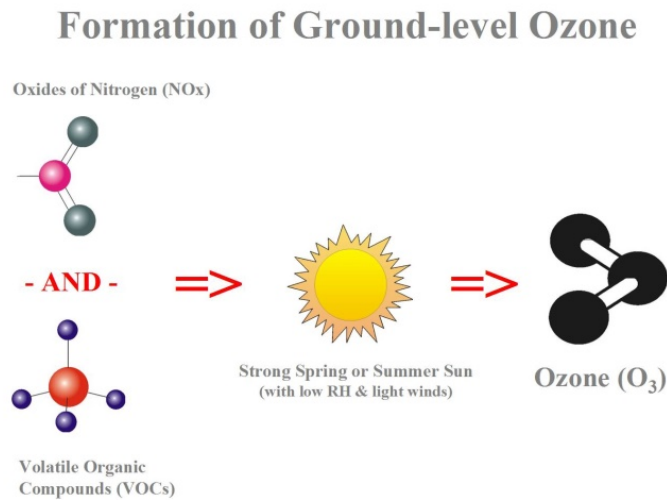 Formation of Ground-level Ozone
Oxides of Nitrogen (NOx)
- AND -
=>
=>
Strong Spring or Summer Sun
(with low RH & light winds)
Ozone (O₃)
Volatile Organic
Compounds (VOCs)